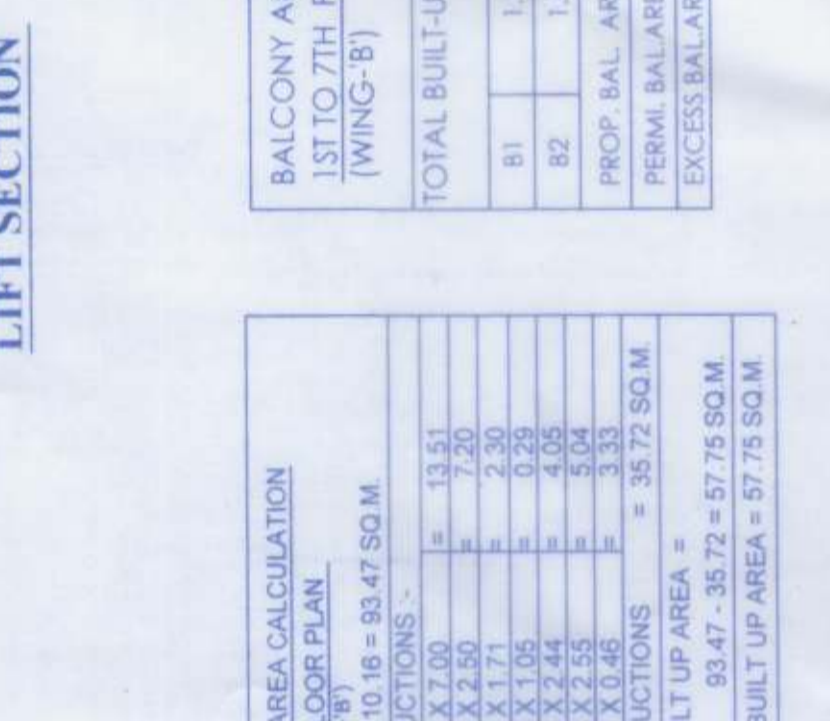 LIFT SECTION
AREA CALCULATION
LOOR PLAN
'B')
10.16 = 93.47 SQ.M.
UCTIONS :-
X 7.00 = 13.51
X 2.50 = 7.20
X 1.71 = 2.30
X 1.05 = 0.29
X 2.44 = 4.05
X 2.55 = 5.04
X 0.46 = 3.33
UCTIONS = 35.72 SQ.M.
LT UP AREA =
93.47 - 35.72 = 57.75 SQ.M.
BUILT UP AREA = 57.75 SQ.M.
BALCONY A
1ST TO 7TH F
(WING-'B')
TOTAL BUILT-U
B1 1.
B2 1.
PROP. BAL. AR
PERMI. BAL.ARE
EXCESS BAL.AR